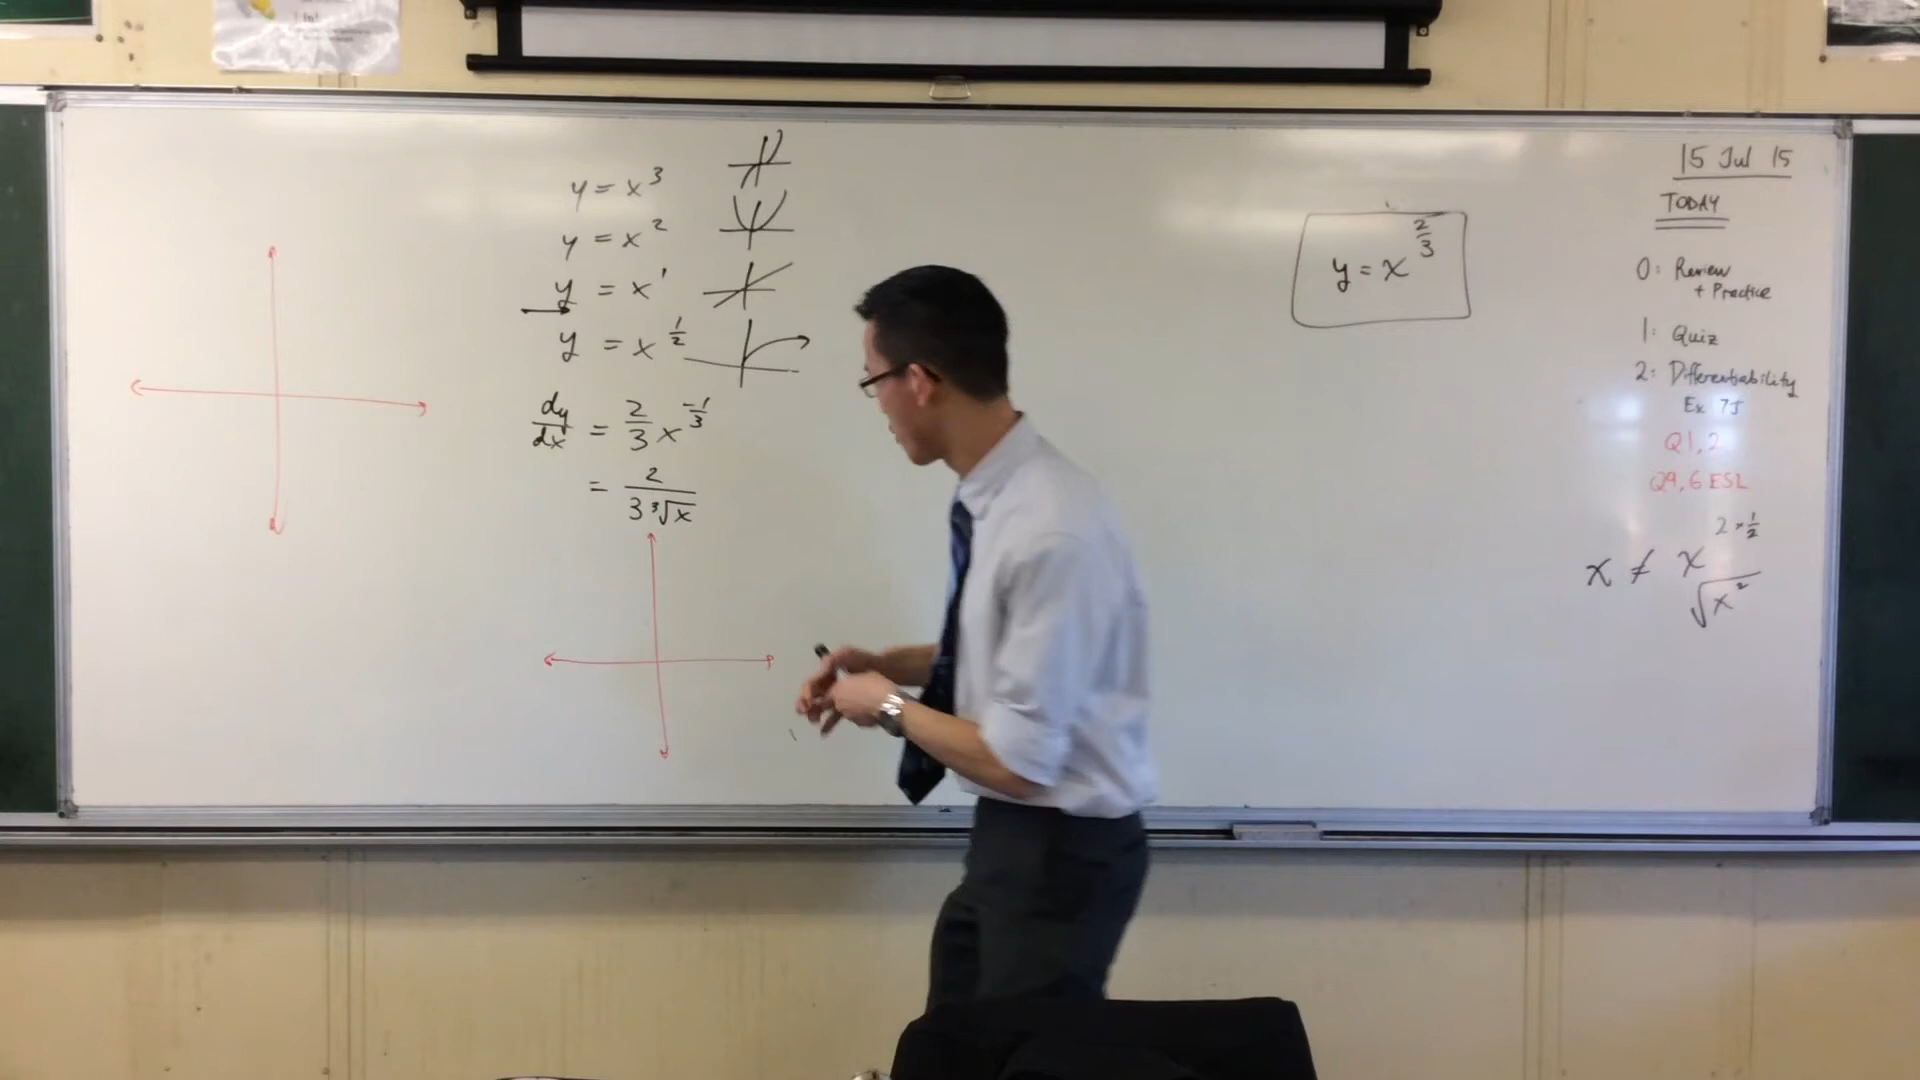 y = x³
y = x²
y = x¹
y = x^{1/2}
dy/dx = 2/3 x^{-1/3}
= 2/(3 ³√x)
y = x^{2/3}
15 Jul 15
TODAY
0: Review
+ Practice
1: Quiz
2: Differentiability
Ex 7J
Q1, 2
Q4, 6 ESL
x ≠ x^{2×1/2}
√x²